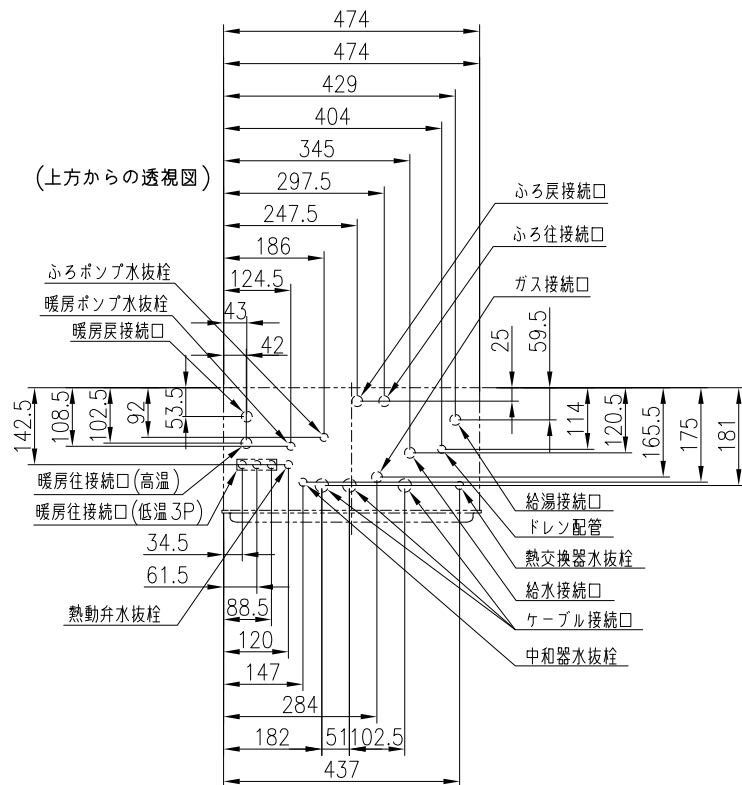 474
474
429
404
345
(上方からの透視図)
297.5
ふろ戻接続口
247.5
ふろ往接続口
186
ふろポンプ水抜栓
ガス接続口
124.5
暖房ポンプ水抜栓
43
暖房戻接続口
42
25
59.5
142.5
108.5
102.5
92
53.5
114
120.5
165.5
175
181
暖房往接続口(高温)
暖房往接続口(低温3P)
給湯接続口
ドレン配管
34.5
熱交換器水抜栓
61.5
給水接続口
88.5
熱動弁水抜栓
ケーブル接続口
120
中和器水抜栓
147
284
182
51
102.5
437